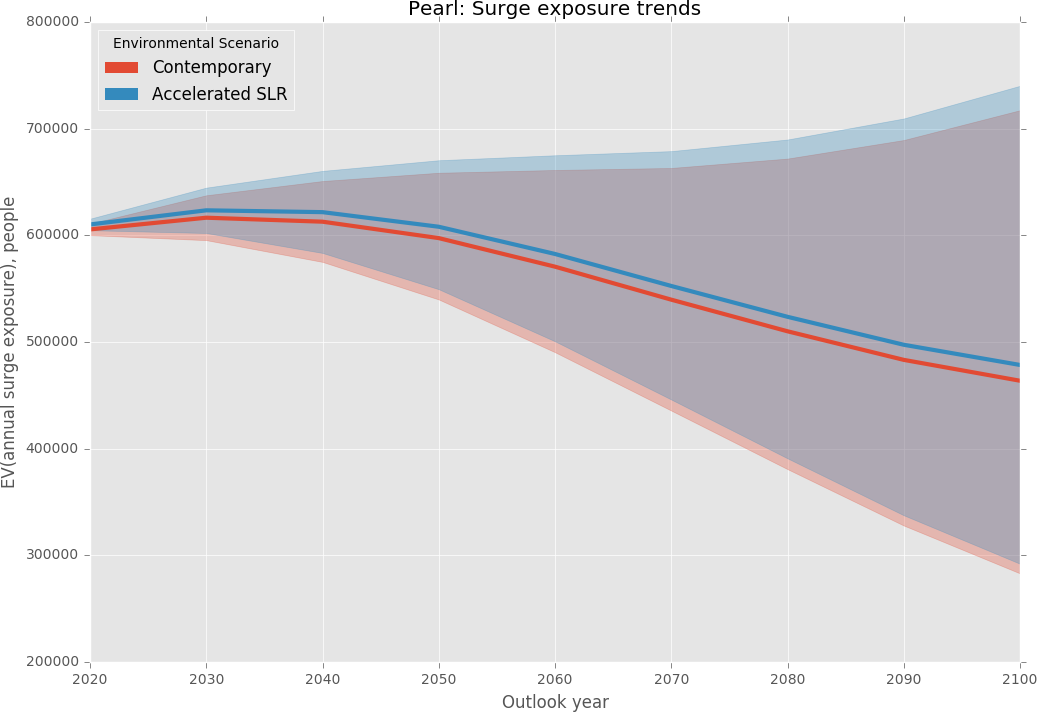 Pearl: Surge exposure trends
800000
700000
600000
500000
400000
300000
200000
EV(annual surge exposure), people
Environmental Scenario
Contemporary
Accelerated SLR
2020 2030 2040 2050 2060 2070 2080 2090 2100
Outlook year